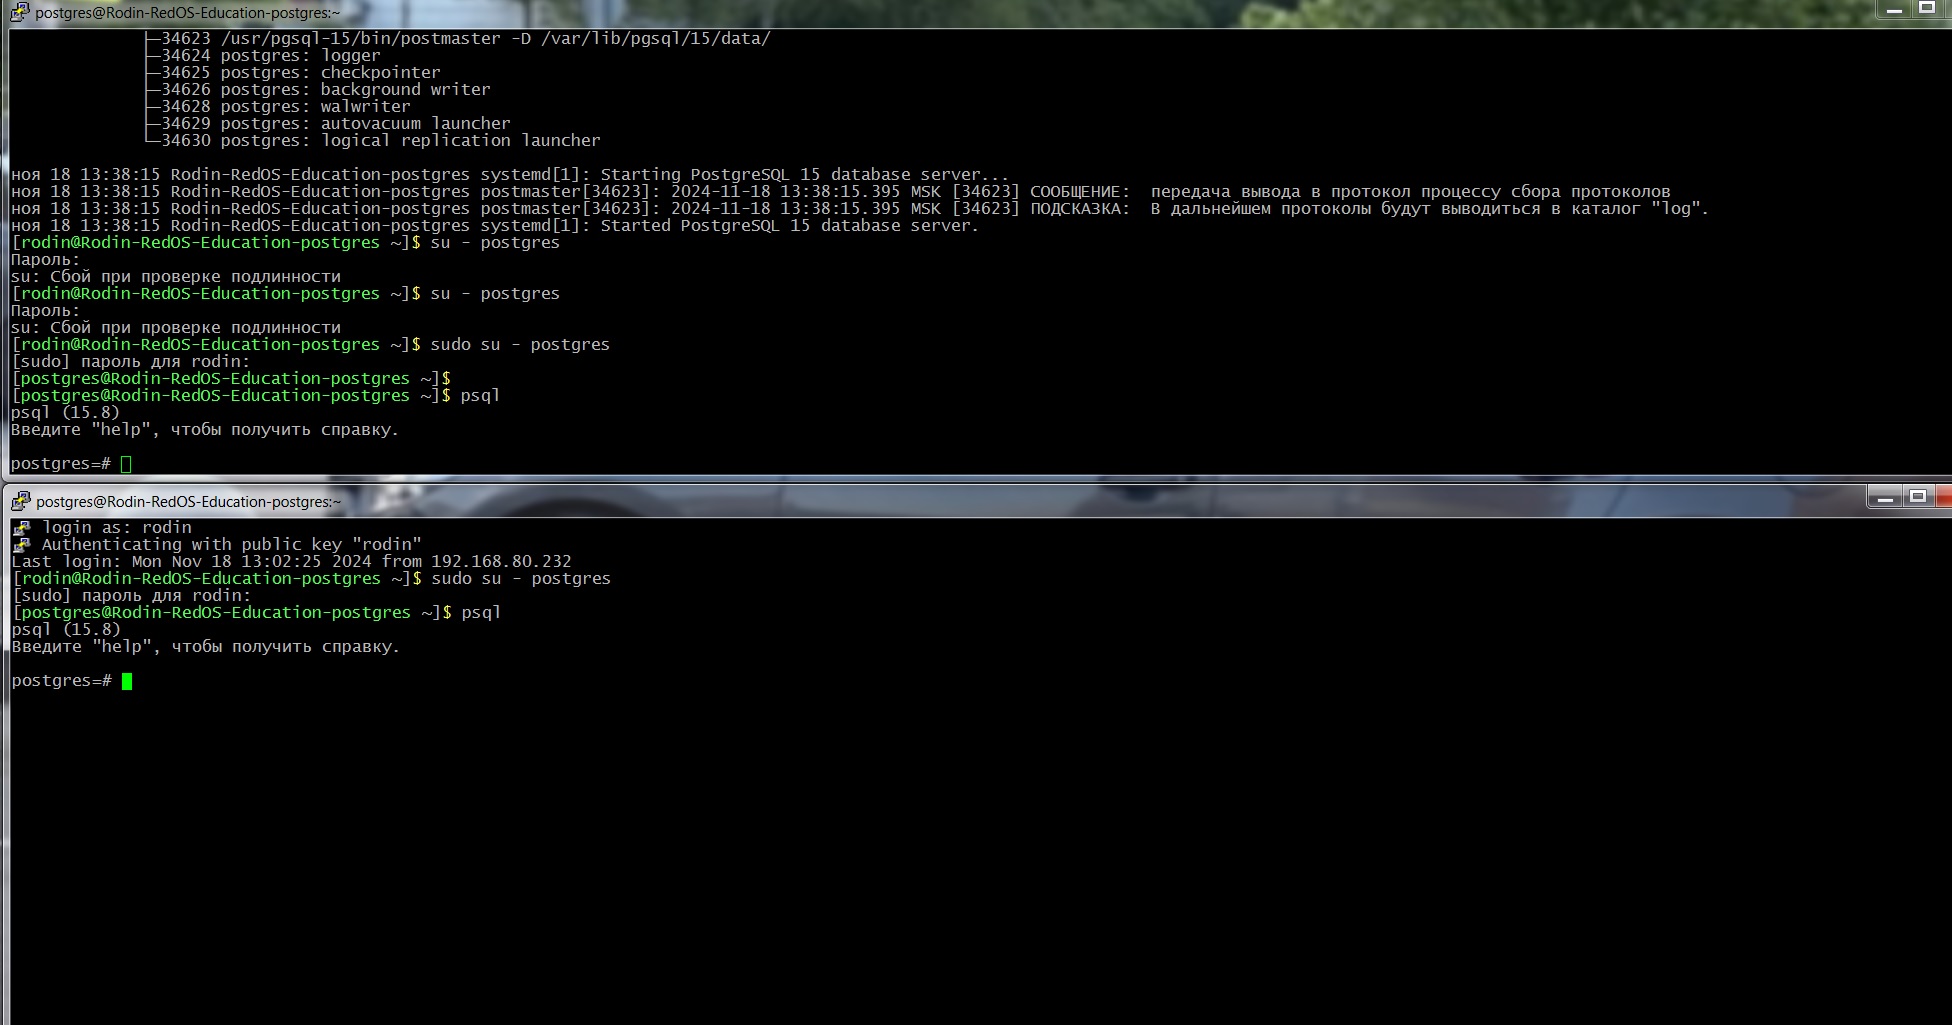 postgres@Rodin-RedOS-Education-postgres:~
├─34623 /usr/pgsql-15/bin/postmaster -D /var/lib/pgsql/15/data/
├─34624 postgres: logger
├─34625 postgres: checkpointer
├─34626 postgres: background writer
├─34628 postgres: walwriter
├─34629 postgres: autovacuum launcher
└─34630 postgres: logical replication launcher
ноя 18 13:38:15 Rodin-RedOS-Education-postgres systemd[1]: Starting PostgreSQL 15 database server...
ноя 18 13:38:15 Rodin-RedOS-Education-postgres postmaster[34623]: 2024-11-18 13:38:15.395 MSK [34623] СООБЩЕНИЕ:  передача вывода в протокол процессу сбора протоколов
ноя 18 13:38:15 Rodin-RedOS-Education-postgres postmaster[34623]: 2024-11-18 13:38:15.395 MSK [34623] ПОДСКАЗКА:  В дальнейшем протоколы будут выводиться в каталог "log".
ноя 18 13:38:15 Rodin-RedOS-Education-postgres systemd[1]: Started PostgreSQL 15 database server.
[rodin@Rodin-RedOS-Education-postgres ~]$ su - postgres
Пароль:
su: Сбой при проверке подлинности
[rodin@Rodin-RedOS-Education-postgres ~]$ su - postgres
Пароль:
su: Сбой при проверке подлинности
[rodin@Rodin-RedOS-Education-postgres ~]$ sudo su - postgres
[sudo] пароль для rodin:
[postgres@Rodin-RedOS-Education-postgres ~]$
[postgres@Rodin-RedOS-Education-postgres ~]$ psql
psql (15.8)
Введите "help", чтобы получить справку.
postgres=#
postgres@Rodin-RedOS-Education-postgres:~
login as: rodin
Authenticating with public key "rodin"
Last login: Mon Nov 18 13:02:25 2024 from 192.168.80.232
[rodin@Rodin-RedOS-Education-postgres ~]$ sudo su - postgres
[sudo] пароль для rodin:
[postgres@Rodin-RedOS-Education-postgres ~]$ psql
psql (15.8)
Введите "help", чтобы получить справку.
postgres=#